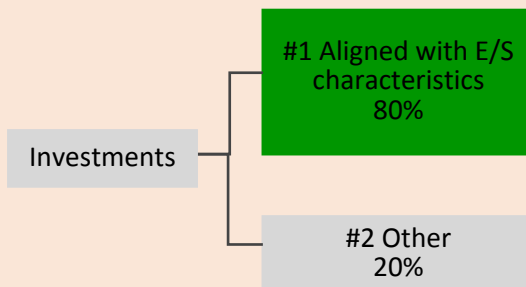 #1 Aligned with E/S
characteristics
80%
Investments
#2 Other
20%